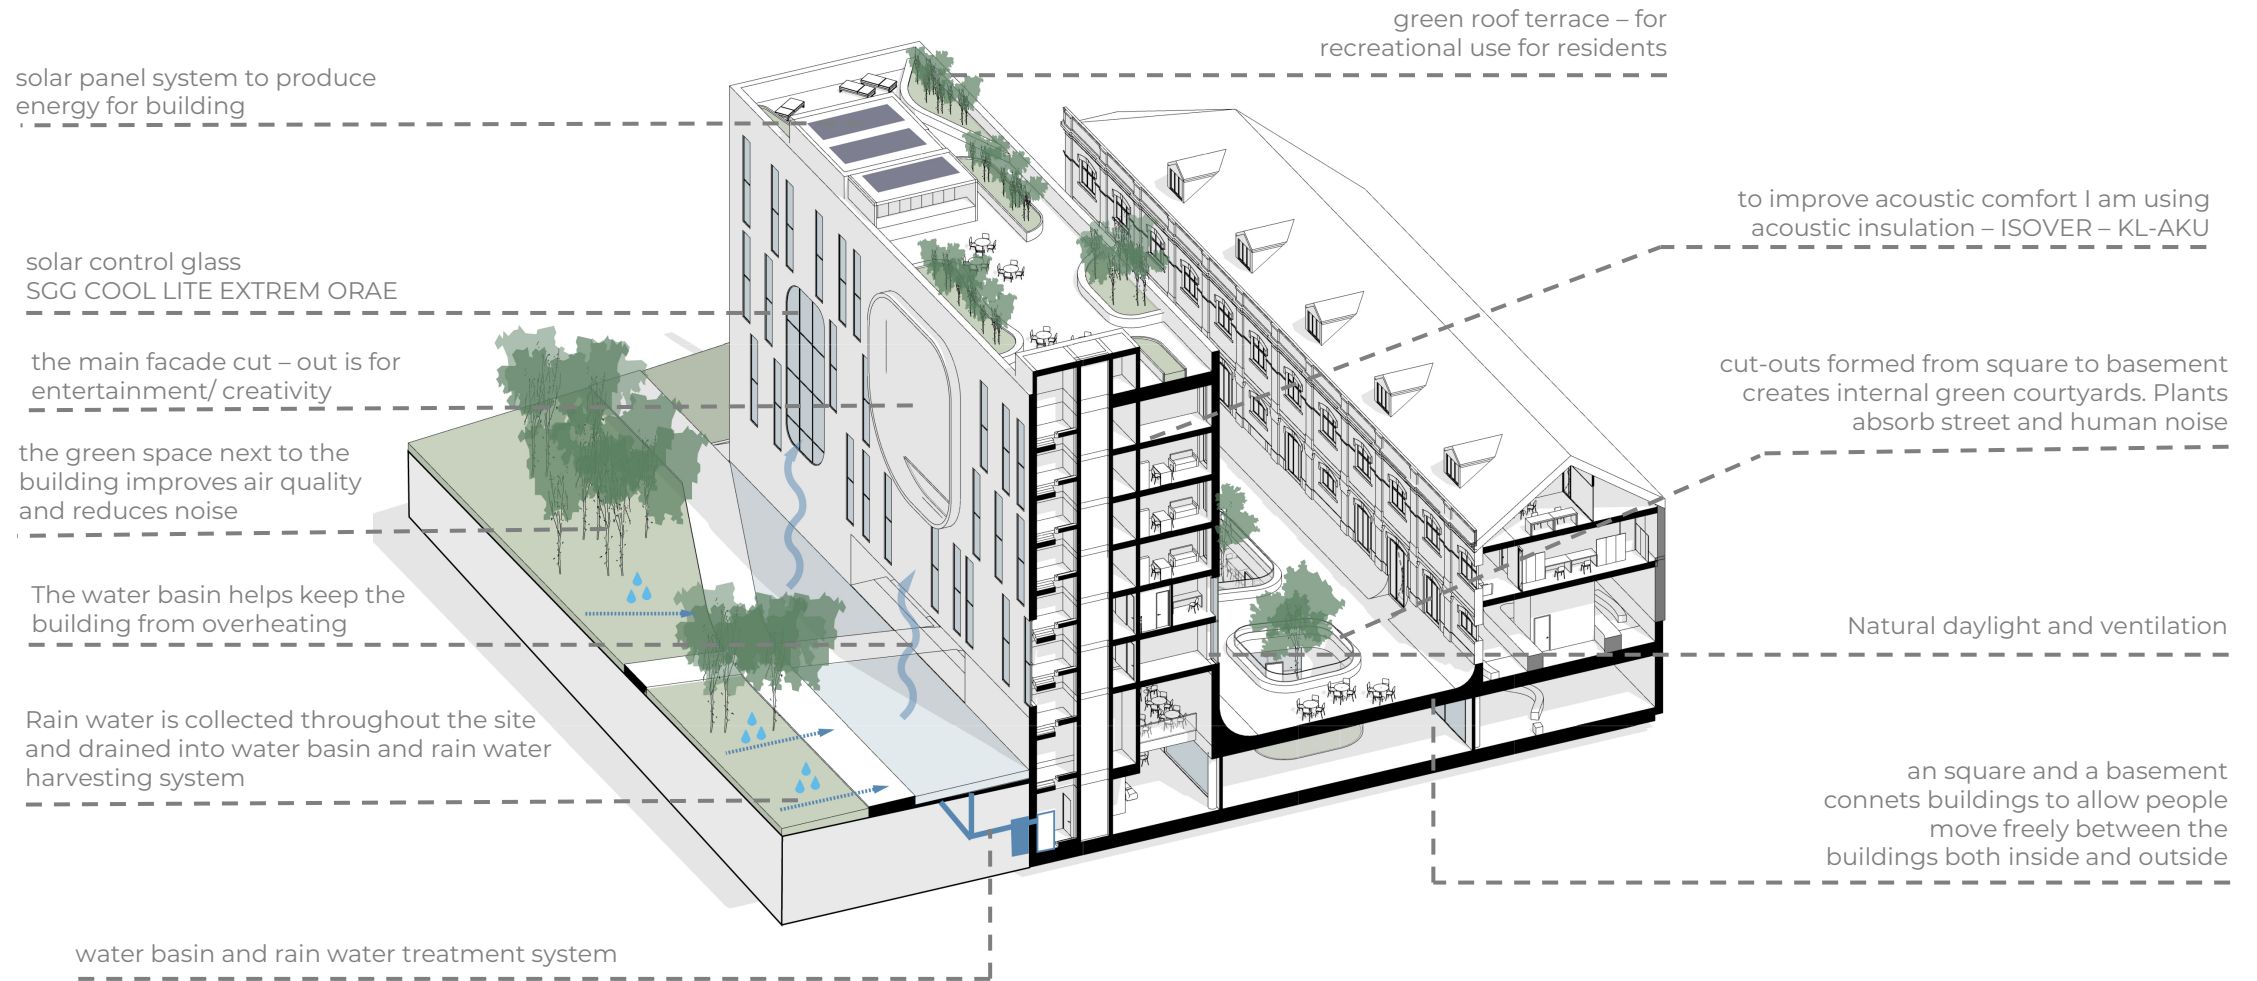 green roof terrace – for
recreational use for residents
solar panel system to produce
energy for building
to improve acoustic comfort I am using
acoustic insulation – ISOVER – KL-AKU
solar control glass
SGG COOL LITE EXTREM ORAE
the main facade cut – out is for
entertainment/ creativity
cut-outs formed from square to basement
creates internal green courtyards. Plants
absorb street and human noise
the green space next to the
building improves air quality
and reduces noise
The water basin helps keep the
building from overheating
Natural daylight and ventilation
Rain water is collected throughout the site
and drained into water basin and rain water
harvesting system
an square and a basement
connets buildings to allow people
move freely between the
buildings both inside and outside
water basin and rain water treatment system